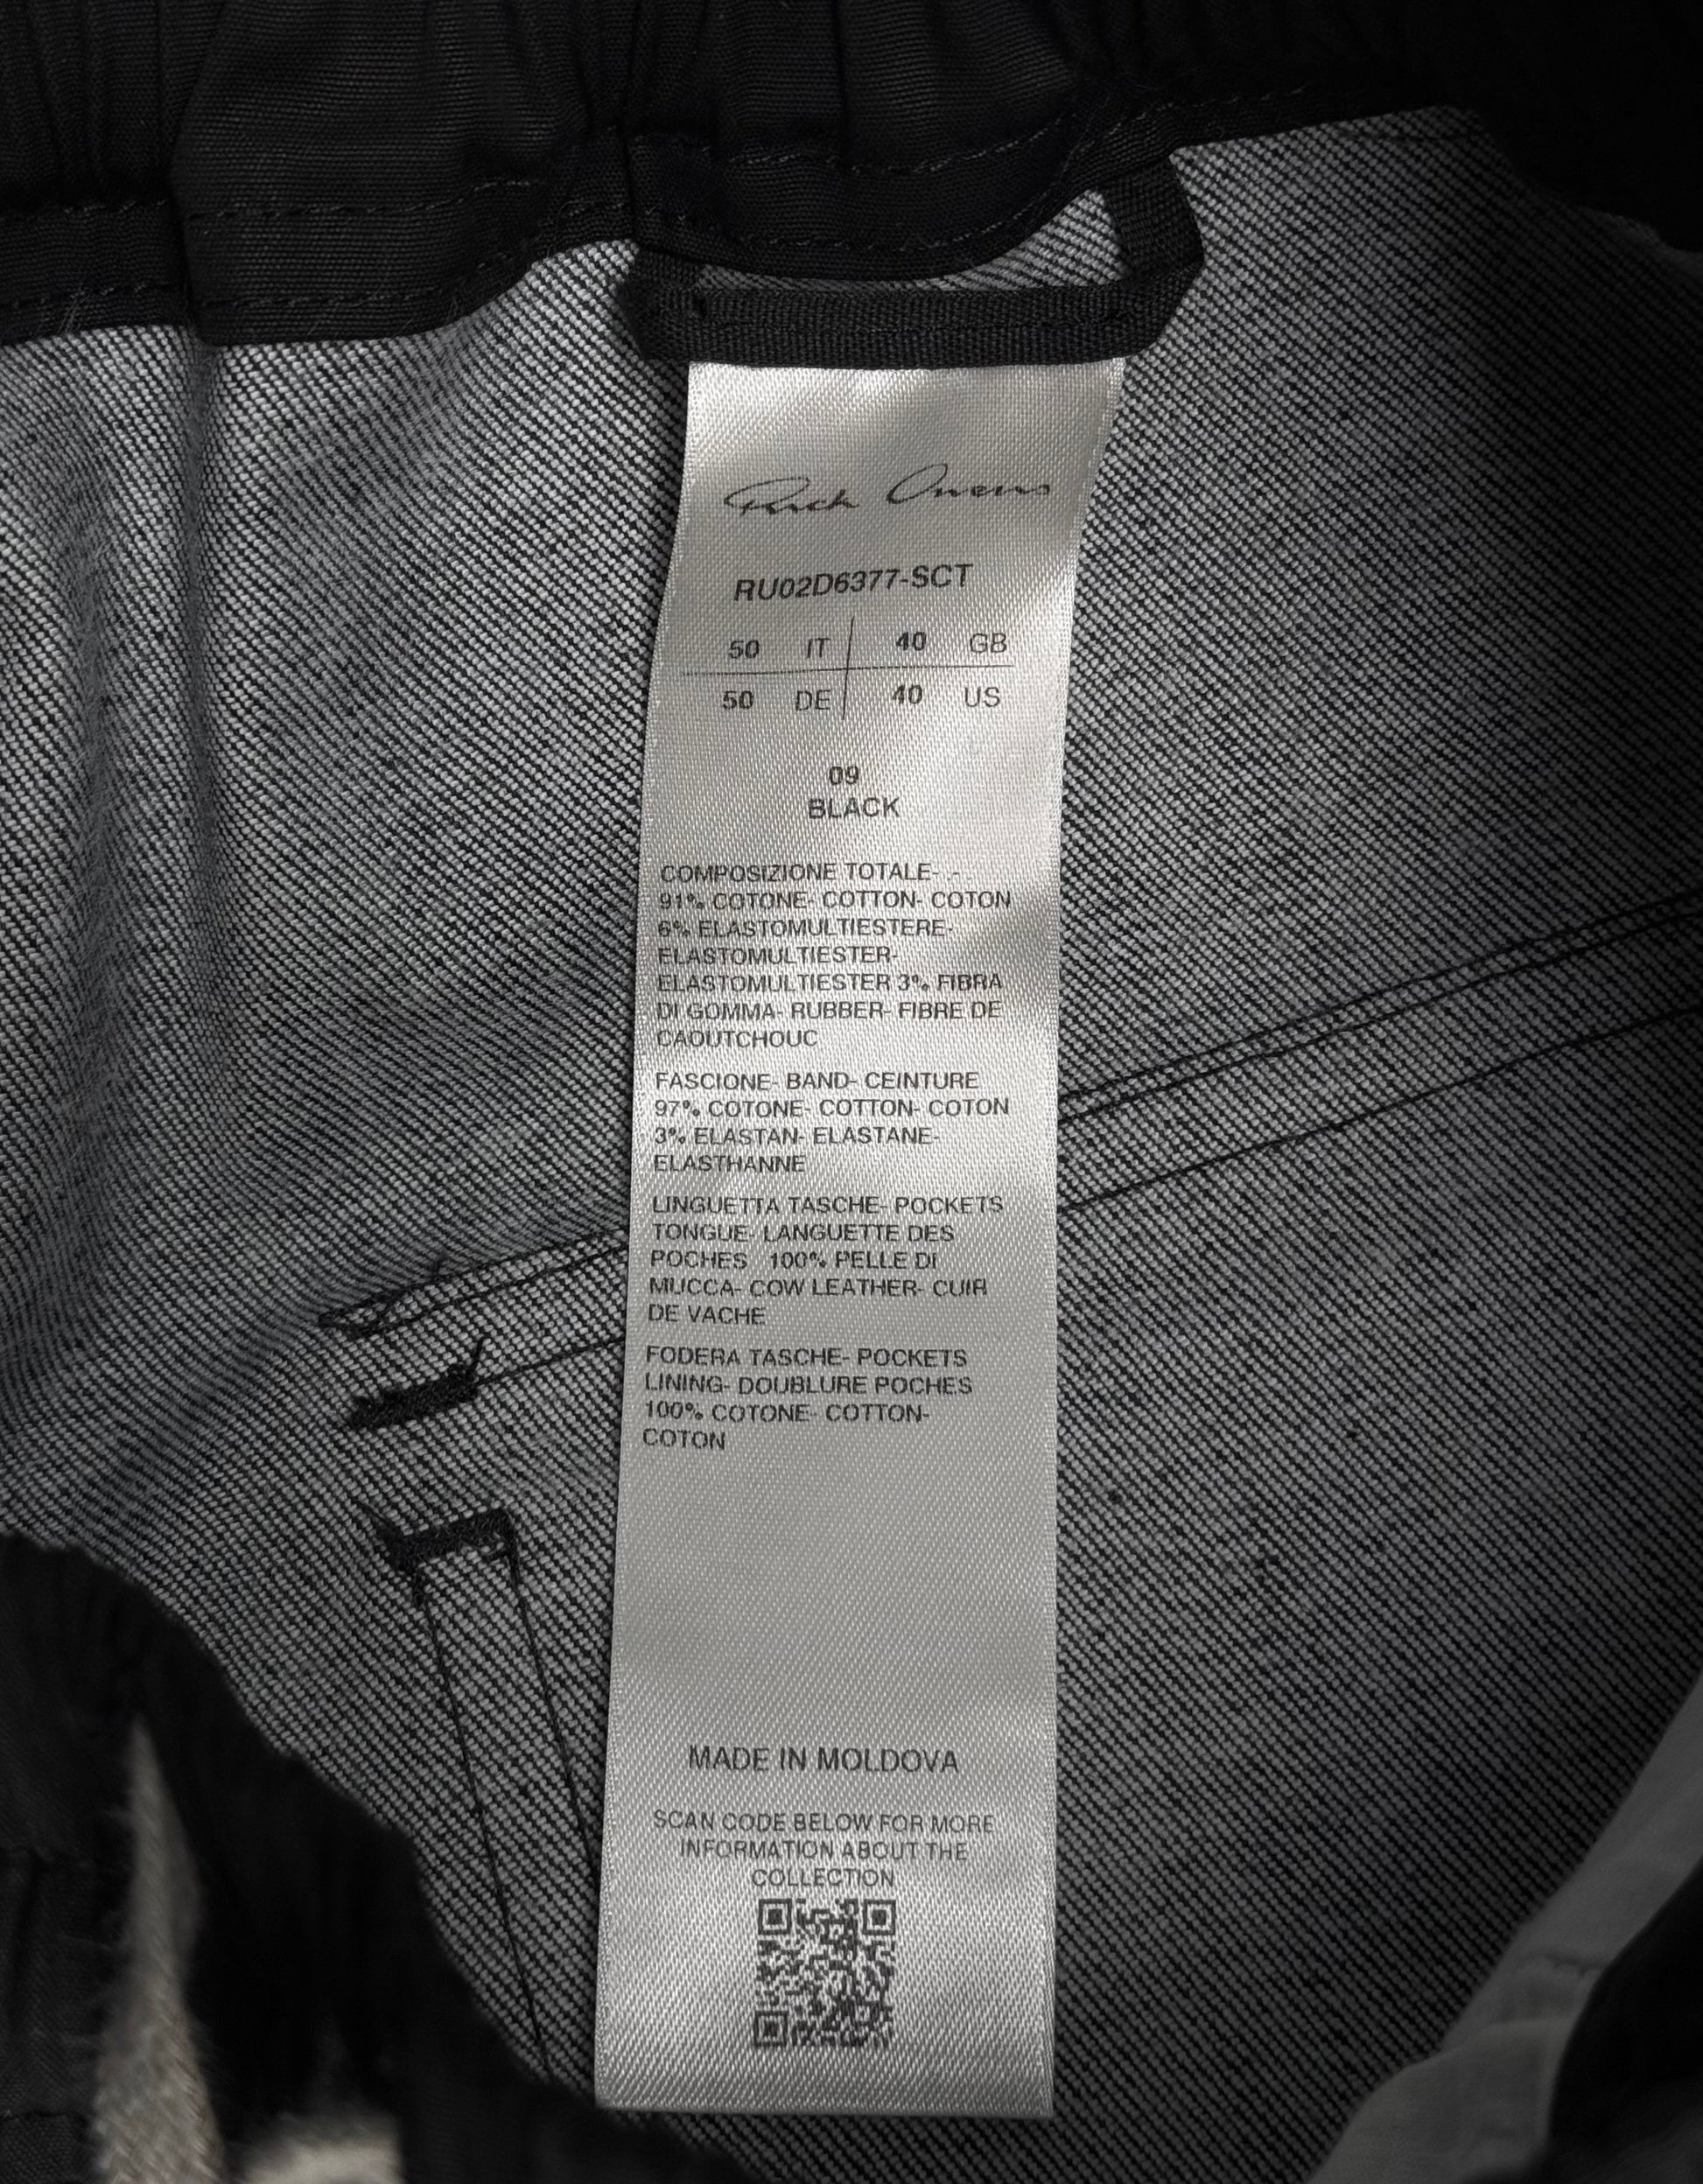 Rick Owens
RU02D6377-SCT
50 IT 40 GB
50 DE 40 US
09
BLACK
COMPOSIZIONE TOTALE- -
91% COTONE- COTTON- COTON
6% ELASTOMULTIESTERE-
ELASTOMULTIESTER-
ELASTOMULTIESTER 3% FIBRA
DI GOMMA- RUBBER- FIBRE DE
CAOUTCHOUC
FASCIONE- BAND- CEINTURE
97% COTONE- COTTON- COTON
3% ELASTAN- ELASTANE-
ELASTHANNE
LINGUETTA TASCHE- POCKETS
TONGUE- LANGUETTE DES
POCHES 100% PELLE DI
MUCCA- COW LEATHER- CUIR
DE VACHE
FODERA TASCHE- POCKETS
LINING- DOUBLURE POCHES
100% COTONE- COTTON-
COTON
MADE IN MOLDOVA
SCAN CODE BELOW FOR MORE
INFORMATION ABOUT THE
COLLECTION